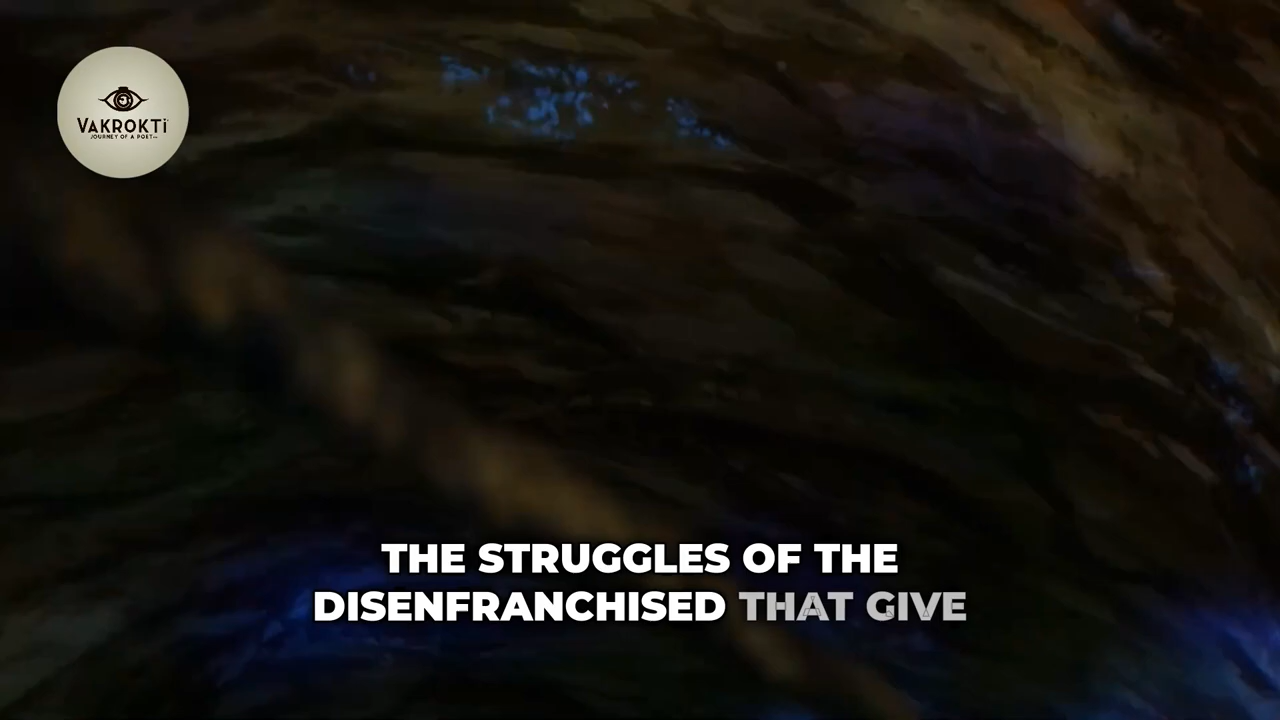 VAKROKTI
JOURNEY OF A POET
THE STRUGGLES OF THE
DISENFRANCHISED THAT GIVE